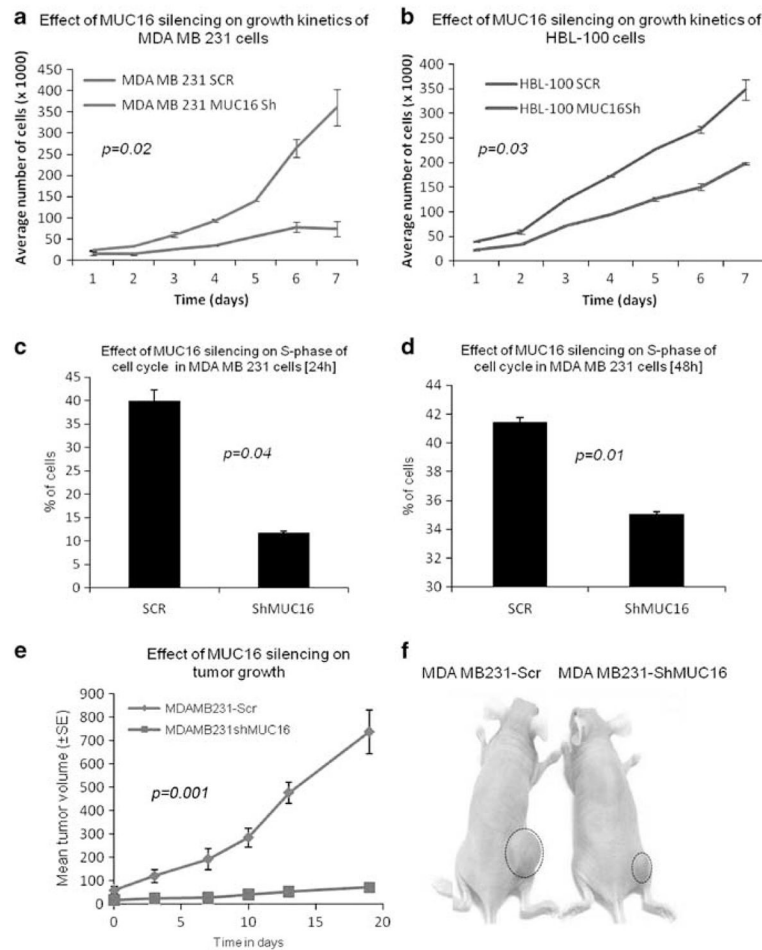 a
Effect of MUC16 silencing on growth kinetics of
MDA MB 231 cells
Average number of cells (x 1000)
450
400
350
300
250
200
150
100
50
0
MDA MB 231 SCR
MDA MB 231 MUC16 Sh
p=0.02
1 2 3 4 5 6 7
Time (days)
b
Effect of MUC16 silencing on growth kinetics of
HBL-100 cells
Average number of cells (x 1000)
400
350
300
250
200
150
100
50
0
HBL-100 SCR
HBL-100 MUC16Sh
p=0.03
1 2 3 4 5 6 7
Time (days)
c
Effect of MUC16 silencing on S-phase of
cell cycle in MDA MB 231 cells [24h]
% of cells
45
40
35
30
25
20
15
10
5
0
p=0.04
SCR ShMUC16
d
Effect of MUC16 silencing on S-phase of
cell cycle in MDA MB 231 cells [48h]
% of cells
44
42
40
38
36
34
32
30
p=0.01
SCR ShMUC16
e
Effect of MUC16 silencing on
tumor growth
Mean tumor volume (±SE)
900
800
700
600
500
400
300
200
100
0
MDAMB231-Scr
MDAMB231shMUC16
p=0.001
0 5 10 15 20
Time in days
f
MDA MB231-Scr MDA MB231-ShMUC16